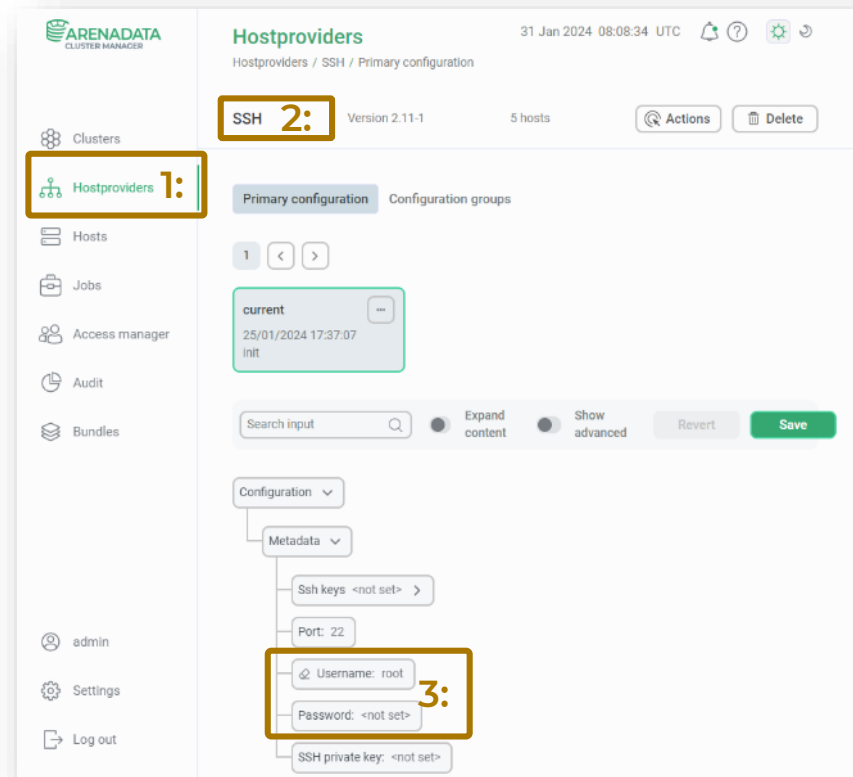 ARENADATA
CLUSTER MANAGER
Hostproviders
31 Jan 2024 08:08:34 UTC
Hostproviders / SSH / Primary configuration
SSH
2:
Version 2.11-1
5 hosts
Actions
Delete
Clusters
Hostproviders
1:
Hosts
Jobs
Access manager
Audit
Bundles
admin
Settings
Log out
Primary configuration
Configuration groups
1
current
25/01/2024 17:37:07
init
Search input
Expand
content
Show
advanced
Revert
Save
Configuration
Metadata
Ssh keys <not set>
Port: 22
Username: root
3:
Password: <not set>
SSH private key: <not set>